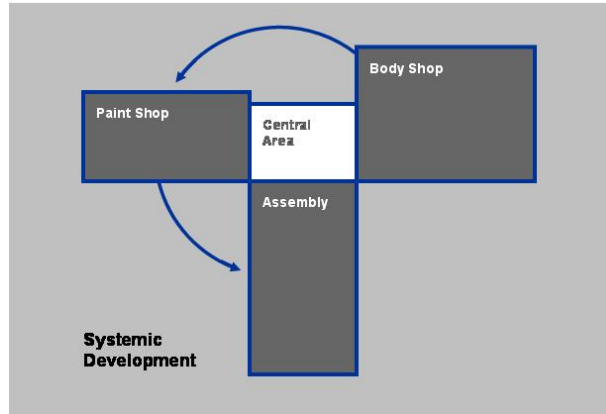 Body Shop
Paint Shop
Central
Area
Assembly
Systemic
Development